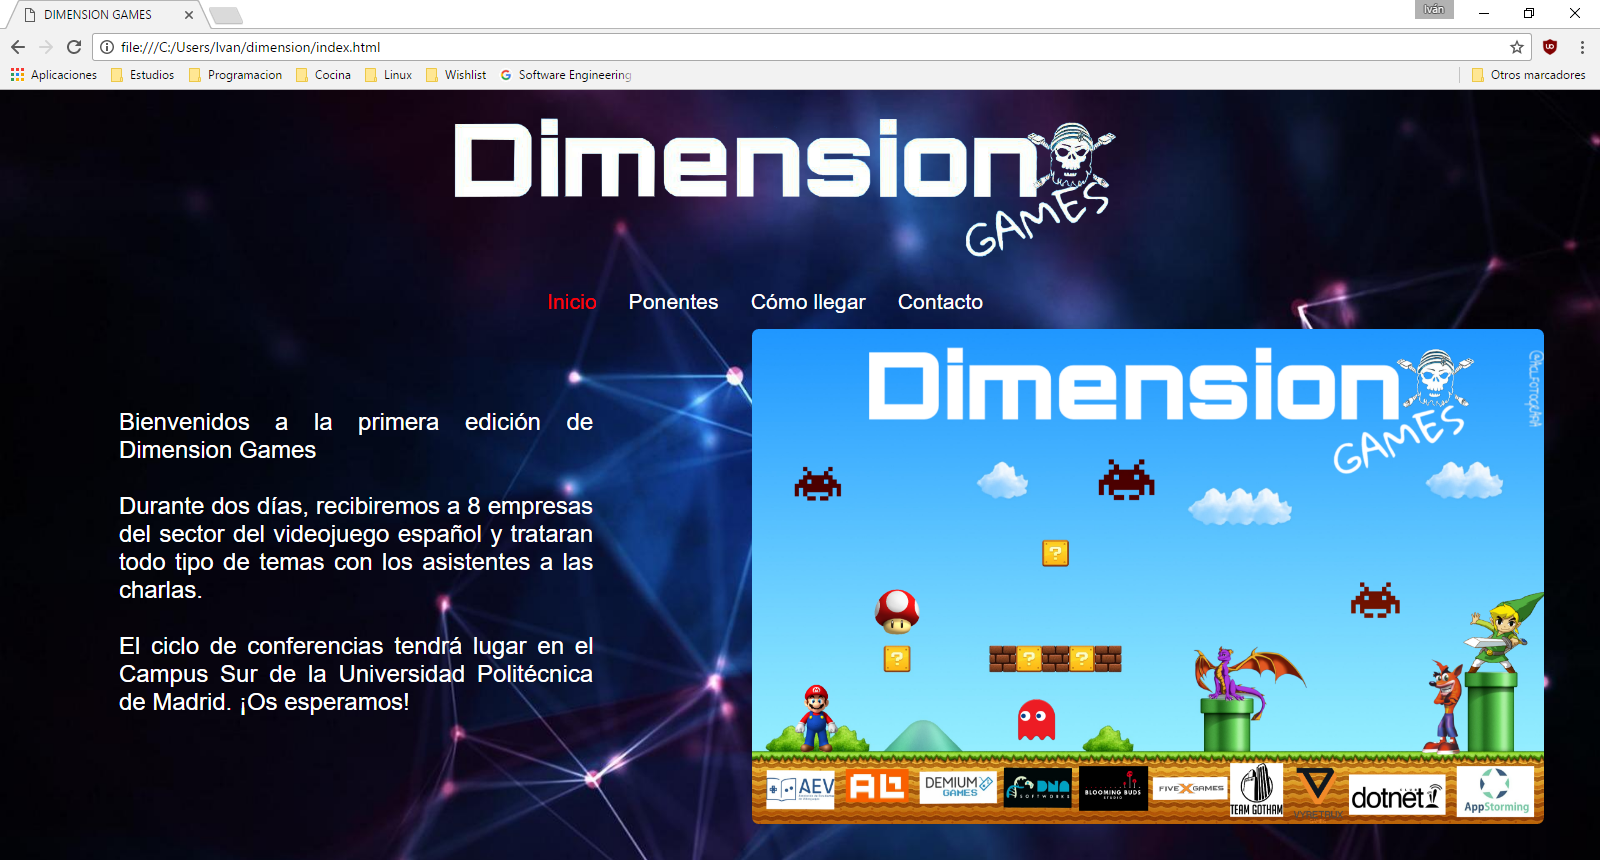 DIMENSION GAMES
Iván
file:///C:/Users/Ivan/dimension/index.html
Aplicaciones
Estudios
Programacion
Cocina
Linux
Wishlist
Software Engineering
Otros marcadores
Dimension
GAMES
Inicio
Ponentes
Cómo llegar
Contacto
Bienvenidos a la primera edición de
Dimension Games
Durante dos días, recibiremos a 8 empresas
del sector del videojuego español y trataran
todo tipo de temas con los asistentes a las
charlas.
El ciclo de conferencias tendrá lugar en el
Campus Sur de la Universidad Politécnica
de Madrid. ¡Os esperamos!
Dimension
GAMES
?
?
? ?
AEV
DEMIUM
GAMES
DNA
SOFTWORKS
BLOOMING BUDS
STUDIO
FIVEXGAMES
TEAM GOTHAM
dotnet
AppStorming